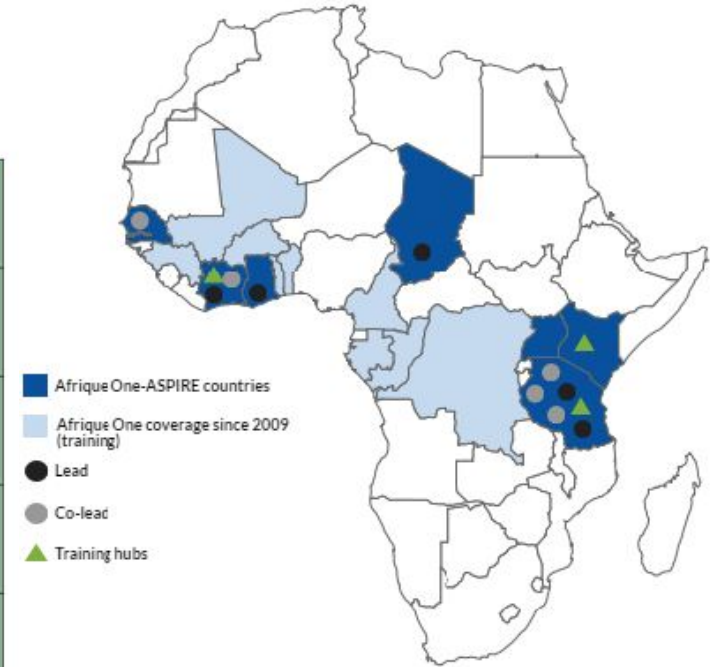 Afrique One-ASPIRE countries
Afrique One coverage since 2009
(training)
Lead
Co-lead
Training hubs